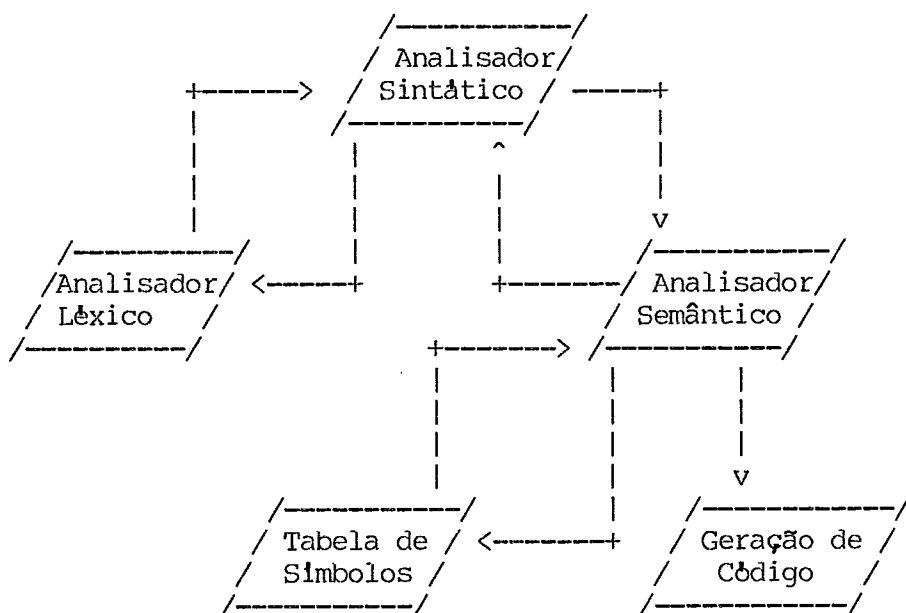 Analisador
Sintático
Analisador
Léxico
Analisador
Semântico
Tabela de
Símbolos
Geração de
Código